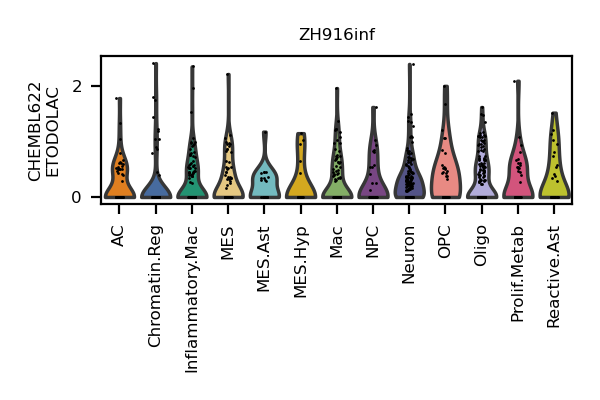 ZH916inf
CHEMBL622
ETODOLAC
2
0
AC
Chromatin.Reg
Inflammatory.Mac
MES
MES.Ast
MES.Hyp
Mac
NPC
Neuron
OPC
Oligo
Prolif.Metab
Reactive.Ast